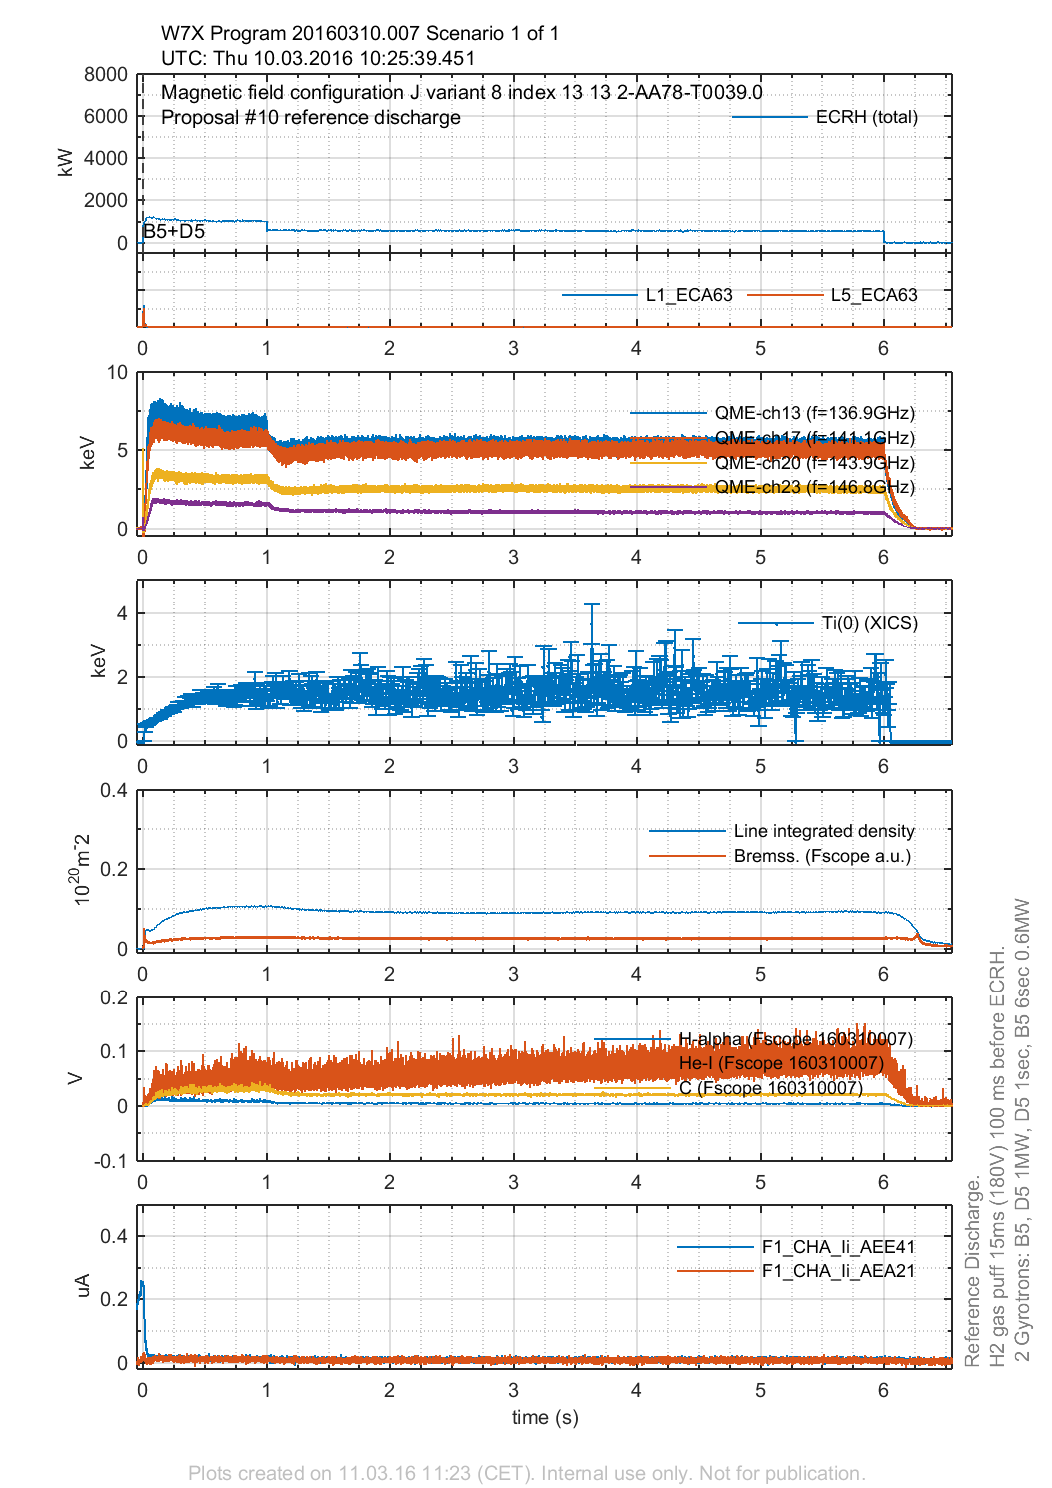 W7X Program 20160310.007 Scenario 1 of 1
UTC: Thu 10.03.2016 10:25:39.451
8000
6000
4000
2000
0
kW
Magnetic field configuration J variant 8 index 13 13 2-AA78-T0039.0
Proposal #10 reference discharge
ECRH (total)
B5+D5
L1_ECA63 L5_ECA63
0 1 2 3 4 5 6
10
5
0
keV
QME-ch13 (f=136.9GHz)
QME-ch17 (f=141.1GHz)
QME-ch20 (f=143.9GHz)
QME-ch23 (f=146.8GHz)
0 1 2 3 4 5 6
4
2
0
keV
Ti(0) (XICS)
0 1 2 3 4 5 6
0.4
0.2
0
10^20m^-2
Line integrated density
Bremss. (Fscope a.u.)
0 1 2 3 4 5 6
0.2
0.1
0
-0.1
V
H-alpha (Fscope 160310007)
He-I (Fscope 160310007)
C (Fscope 160310007)
0 1 2 3 4 5 6
0.4
0.2
0
uA
F1_CHA_Ii_AEE41
F1_CHA_Ii_AEA21
0 1 2 3 4 5 6
time (s)
Reference Discharge.
H2 gas puff 15ms (180V) 100 ms before ECRH.
2 Gyrotrons: B5, D5 1MW, D5 1sec, B5 6sec 0.6MW
Plots created on 11.03.16 11:23 (CET). Internal use only. Not for publication.